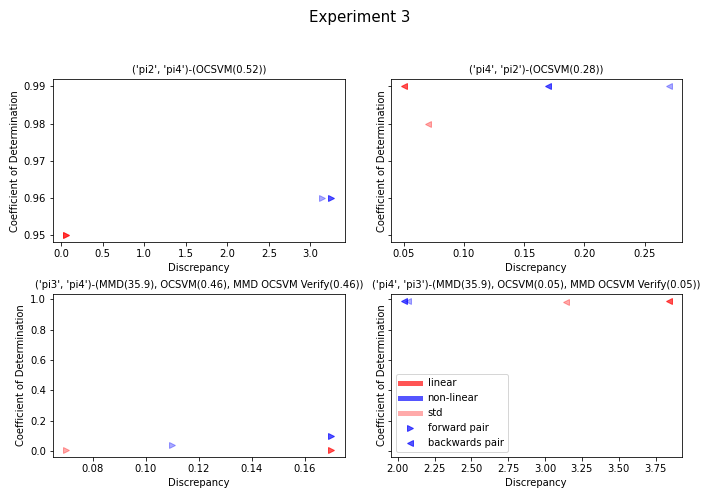 Experiment 3
('pi2', 'pi4')-(OCSVM(0.52))
('pi4', 'pi2')-(OCSVM(0.28))
0.99
0.98
0.97
0.96
0.95
Coefficient of Determination
Coefficient of Determination
0.0 0.5 1.0 1.5 2.0 2.5 3.0
0.05 0.10 0.15 0.20 0.25
Discrepancy
Discrepancy
('pi3', 'pi4')-(MMD(35.9), OCSVM(0.46), MMD OCSVM Verify(0.46))
('pi4', 'pi3')-(MMD(35.9), OCSVM(0.05), MMD OCSVM Verify(0.05))
1.0
0.8
0.6
0.4
0.2
0.0
Coefficient of Determination
Coefficient of Determination
linear
non-linear
std
forward pair
backwards pair
0.08 0.10 0.12 0.14 0.16
2.00 2.25 2.50 2.75 3.00 3.25 3.50 3.75
Discrepancy
Discrepancy